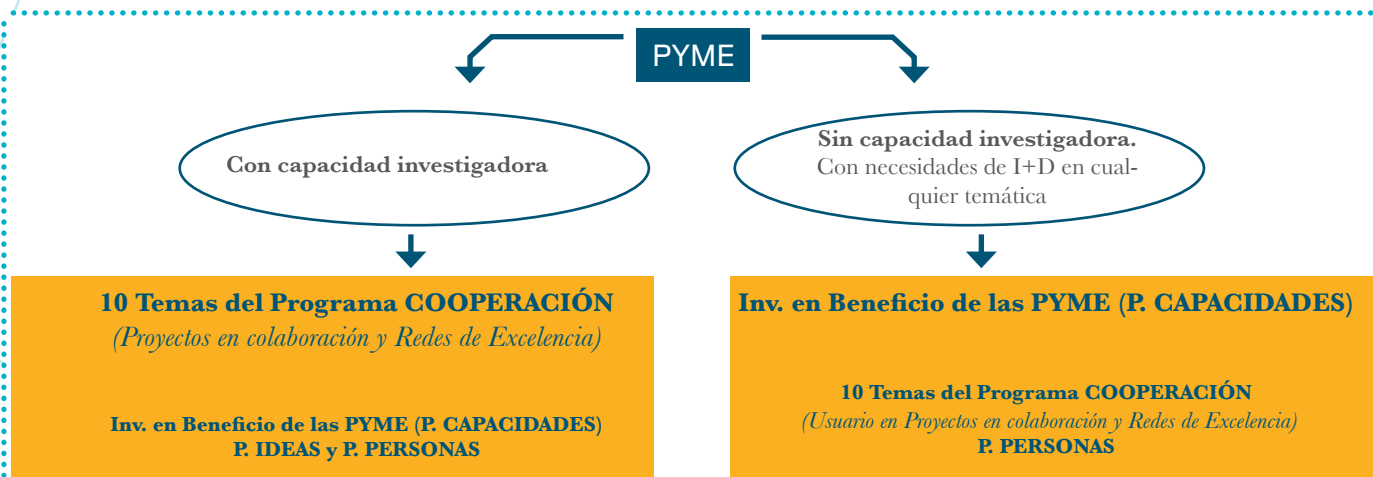 PYME
Con capacidad investigadora
Sin capacidad investigadora.
Con necesidades de I+D en cual-
quier temática
10 Temas del Programa COOPERACIÓN
(Proyectos en colaboración y Redes de Excelencia)
Inv. en Beneficio de las PYME (P. CAPACIDADES)
P. IDEAS y P. PERSONAS
Inv. en Beneficio de las PYME (P. CAPACIDADES)
10 Temas del Programa COOPERACIÓN
(Usuario en Proyectos en colaboración y Redes de Excelencia)
P. PERSONAS